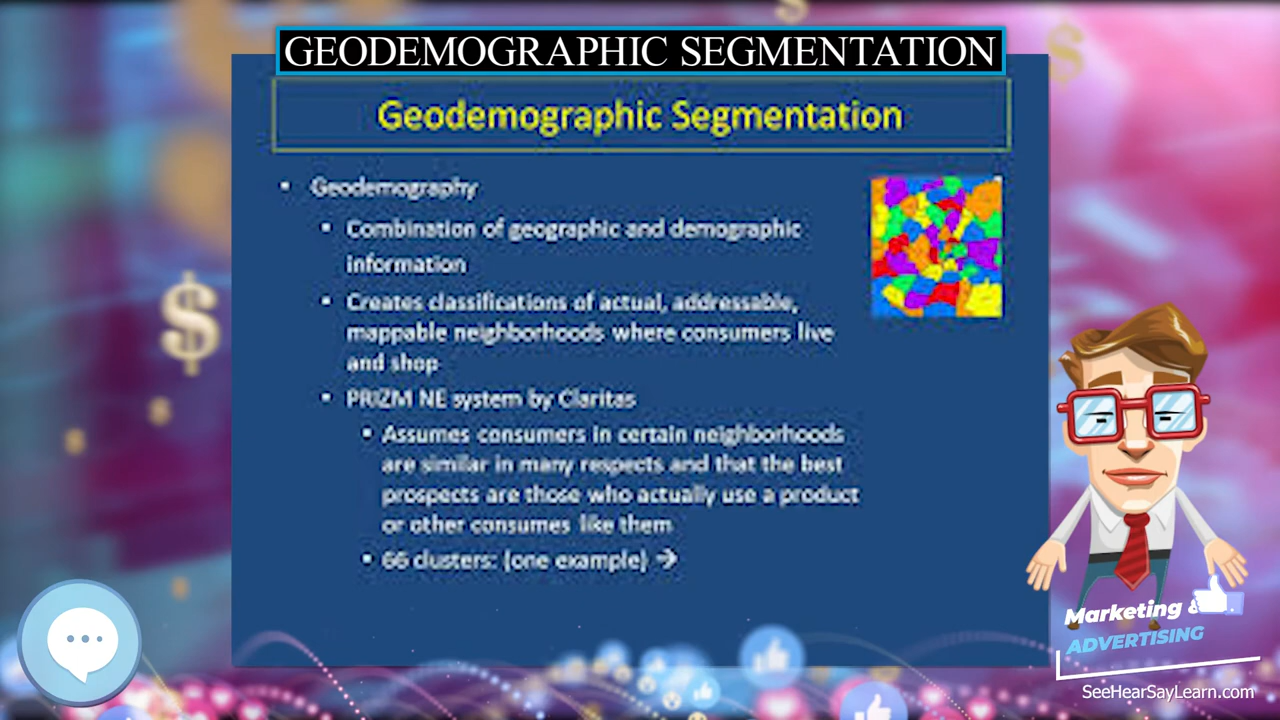 GEODEMOGRAPHIC SEGMENTATION
Geodemographic Segmentation
▪ Geodemography
▪ Combination of geographic and demographic
information
▪ Creates classifications of actual, addressable,
mappable neighborhoods where consumers live
and shop
▪ PRIZM NE system by Claritas
▪ Assumes consumers in certain neighborhoods
are similar in many respects and that the best
prospects are those who actually use a product
or other consumes like them
▪ 66 clusters: (one example) →
Marketing &
ADVERTISING
SeeHearSayLearn.com